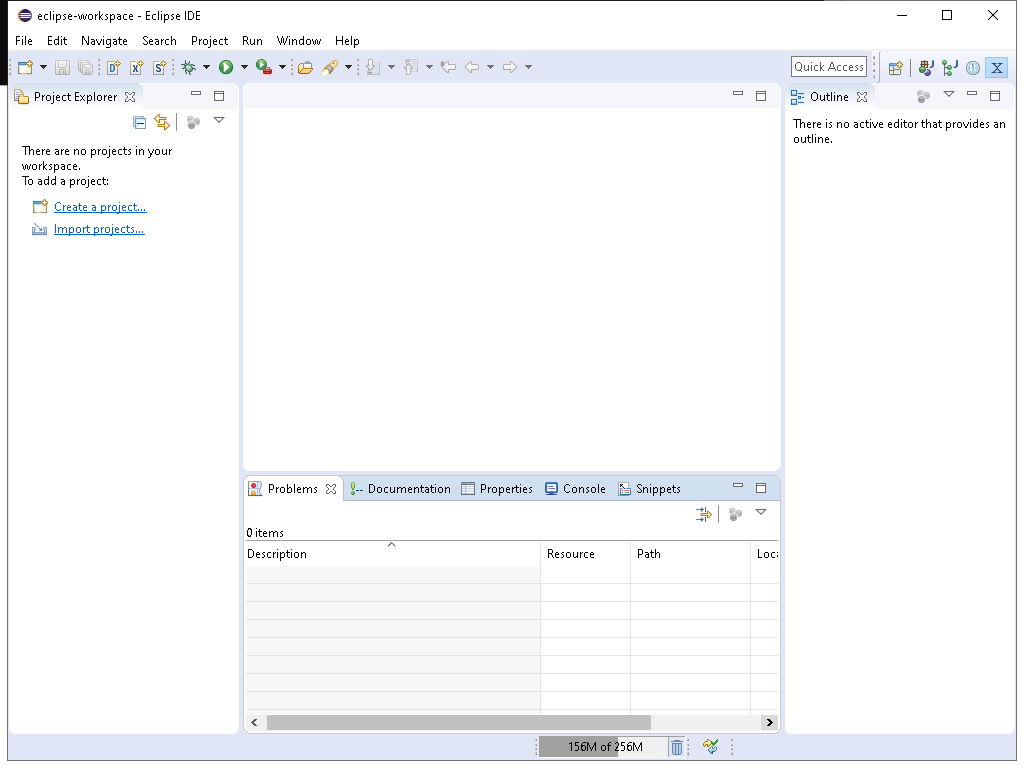 eclipse-workspace - Eclipse IDE
File Edit Navigate Search Project Run Window Help
Quick Access
Project Explorer
There are no projects in your
workspace.
To add a project:
Create a project...
Import projects...
Outline
There is no active editor that provides an
outline.
Problems Documentation Properties Console Snippets
0 items
Description Resource Path Loc
156M of 256M